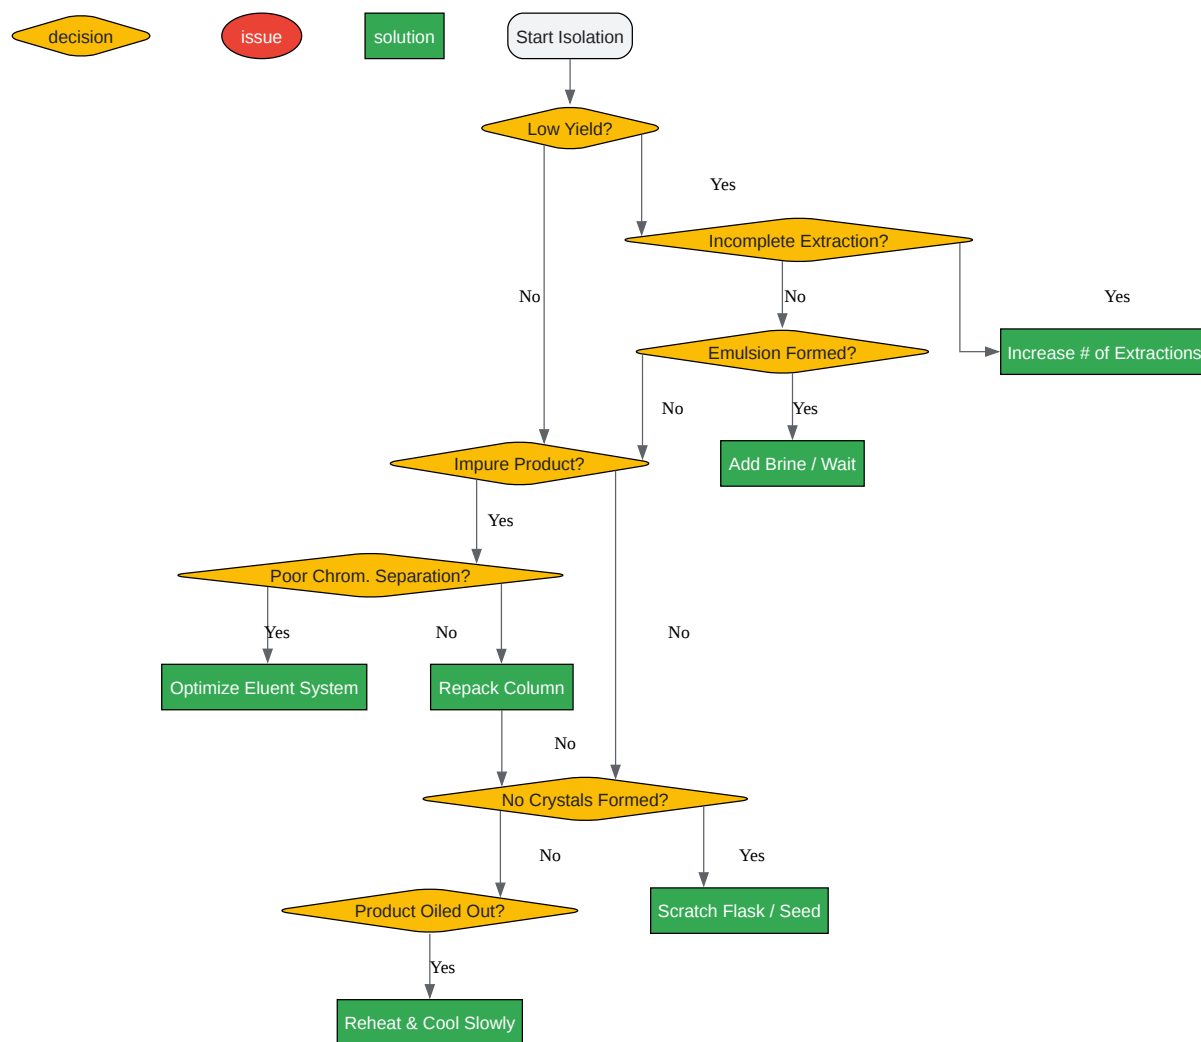 decision
issue
solution
Start Isolation
Low Yield?
Yes
Incomplete Extraction?
No
No
Yes
Emulsion Formed?
Increase # of Extractions
No
Yes
Impure Product?
Add Brine / Wait
Yes
Poor Chrom. Separation?
Yes
No
No
Optimize Eluent System
Repack Column
No
No Crystals Formed?
No
Yes
Product Oiled Out?
Scratch Flask / Seed
Yes
Reheat & Cool Slowly